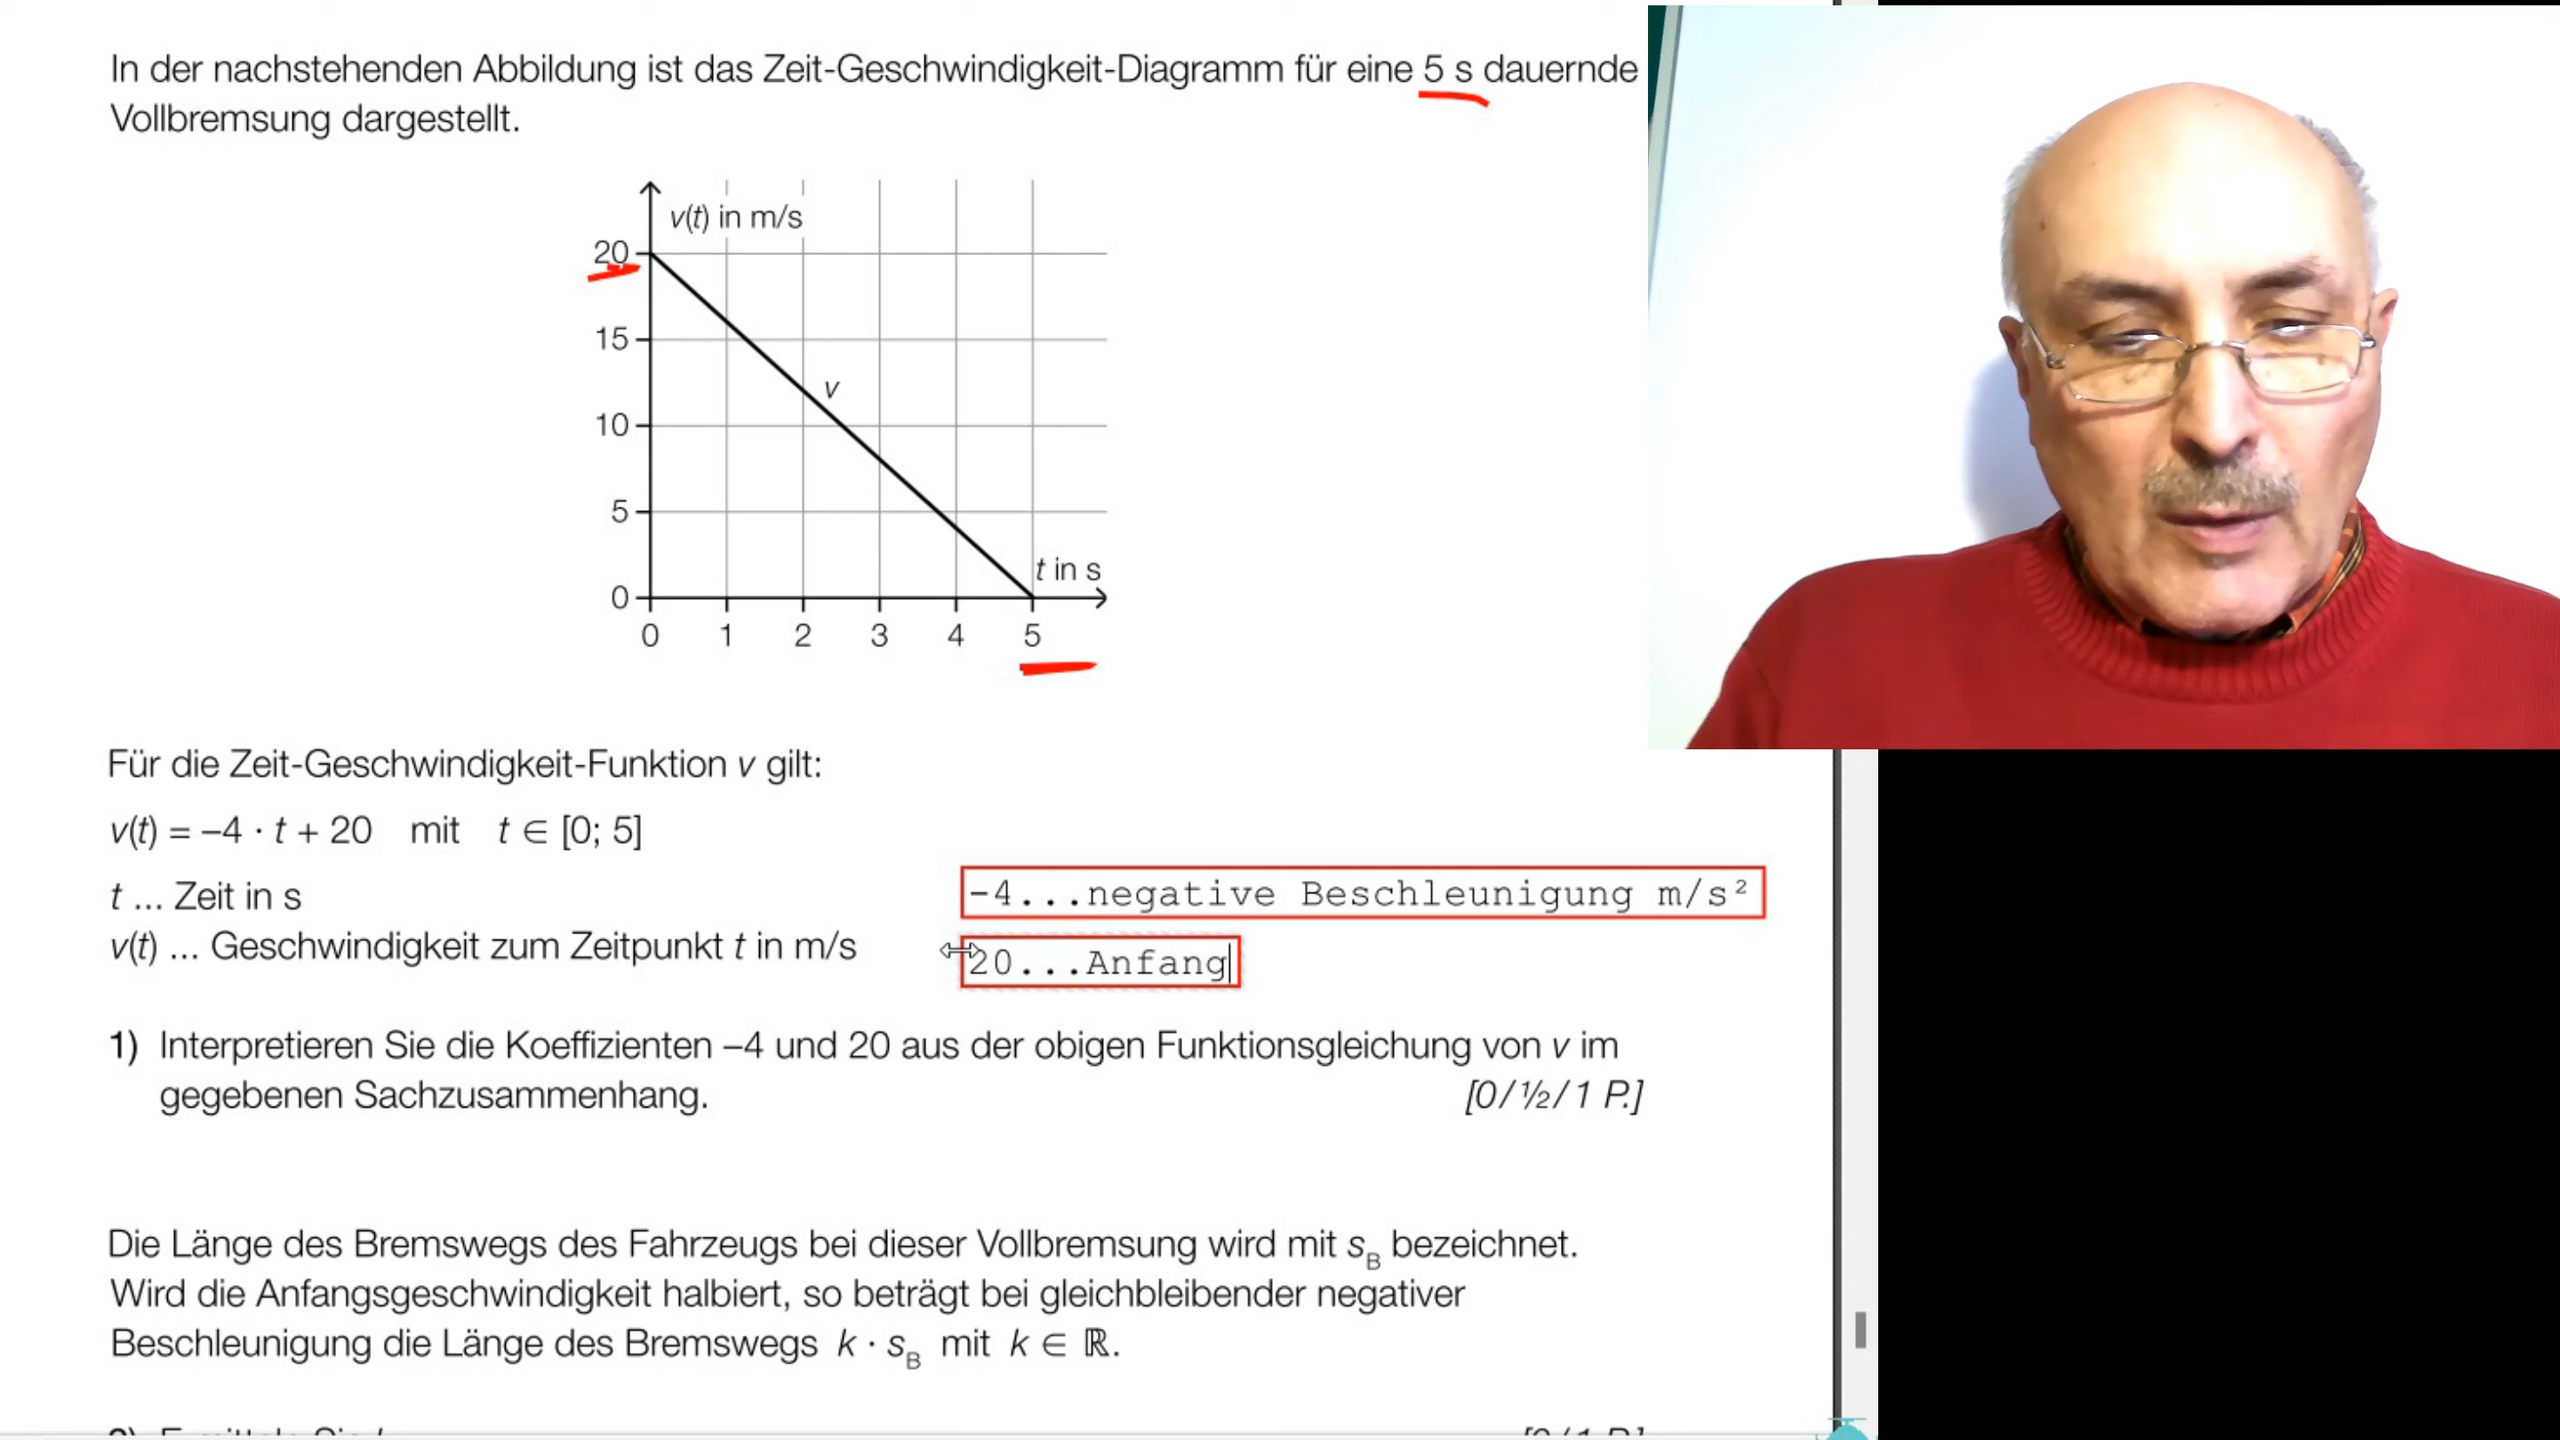 In der nachstehenden Abbildung ist das Zeit-Geschwindigkeit-Diagramm für eine 5 s dauernde
Vollbremsung dargestellt.
v(t) in m/s
20
15
v
10
5
t in s
0
0 1 2 3 4 5
Für die Zeit-Geschwindigkeit-Funktion v gilt:
v(t) = –4 · t + 20 mit t ∈ [0; 5]
t ... Zeit in s
-4...negative Beschleunigung m/s²
v(t) ... Geschwindigkeit zum Zeitpunkt t in m/s
20...Anfang
1) Interpretieren Sie die Koeffizienten –4 und 20 aus der obigen Funktionsgleichung von v im
gegebenen Sachzusammenhang. [0/½/1 P.]
Die Länge des Bremswegs des Fahrzeugs bei dieser Vollbremsung wird mit s_B bezeichnet.
Wird die Anfangsgeschwindigkeit halbiert, so beträgt bei gleichbleibender negativer
Beschleunigung die Länge des Bremswegs k · s_B mit k ∈ ℝ.